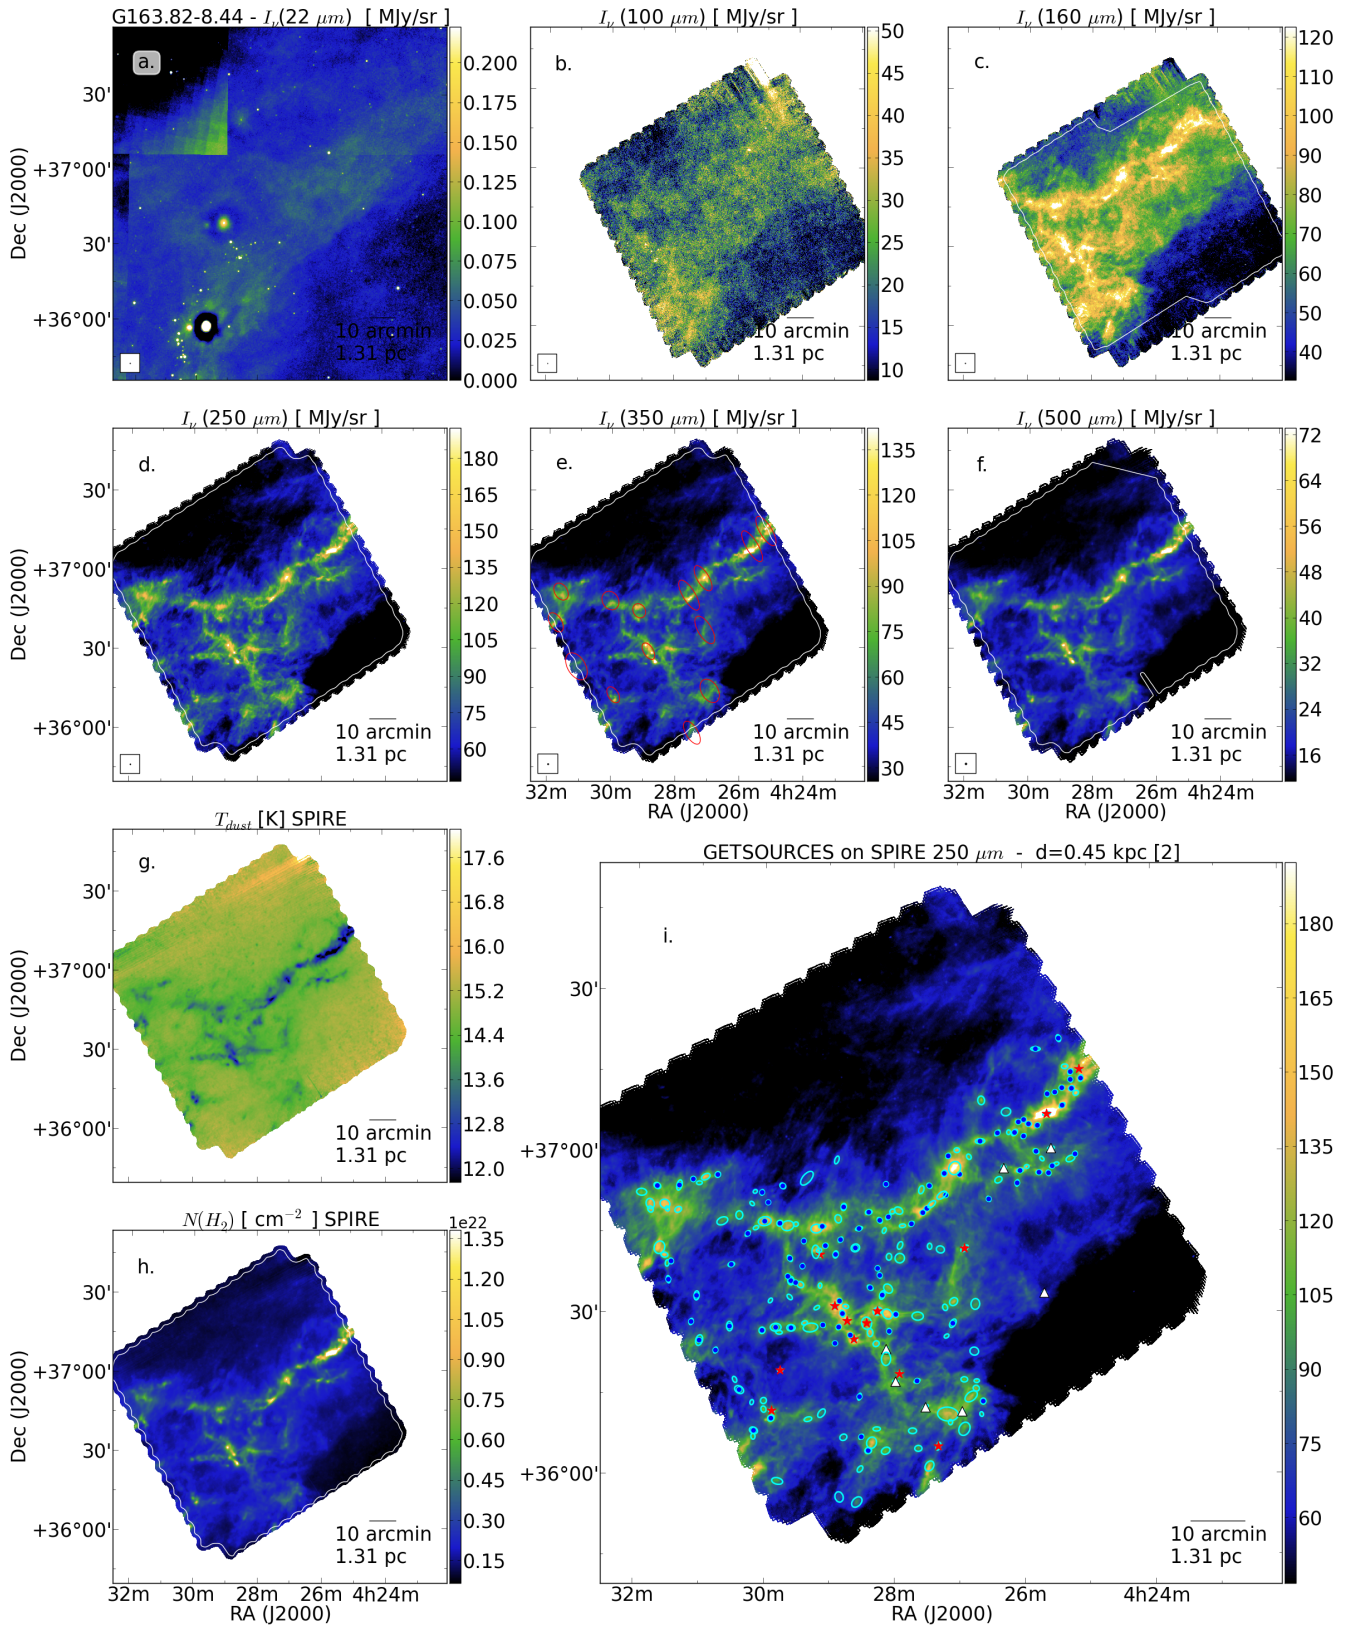 G163.82-8.44 - Iν(22 μm) [ MJy/sr ]
a.
30'
+37°00'
30'
+36°00'
Dec (J2000)
10 arcmin
1.31 pc
0.200
0.175
0.150
0.125
0.100
0.075
0.050
0.025
0.000
Iν (100 μm) [ MJy/sr ]
b.
10 arcmin
1.31 pc
50
45
40
35
30
25
20
15
10
Iν (160 μm) [ MJy/sr ]
c.
10 arcmin
1.31 pc
120
110
100
90
80
70
60
50
40
Iν (250 μm) [ MJy/sr ]
d.
30'
+37°00'
30'
+36°00'
Dec (J2000)
10 arcmin
1.31 pc
180
165
150
135
120
105
90
75
60
Iν (350 μm) [ MJy/sr ]
e.
10 arcmin
1.31 pc
135
120
105
90
75
60
45
30
32m 30m 28m 26m 4h24m
RA (J2000)
Iν (500 μm) [ MJy/sr ]
f.
10 arcmin
1.31 pc
72
64
56
48
40
32
24
16
32m 30m 28m 26m 4h24m
RA (J2000)
Tdust [K] SPIRE
g.
30'
+37°00'
30'
+36°00'
Dec (J2000)
10 arcmin
1.31 pc
17.6
16.8
16.0
15.2
14.4
13.6
12.8
12.0
N(H2) [ cm−2 ] SPIRE
1e22
h.
30'
+37°00'
30'
+36°00'
Dec (J2000)
10 arcmin
1.31 pc
1.35
1.20
1.05
0.90
0.75
0.60
0.45
0.30
0.15
32m 30m 28m 26m 4h24m
RA (J2000)
GETSOURCES on SPIRE 250 μm - d=0.45 kpc [2]
i.
30'
+37°00'
30'
+36°00'
10 arcmin
1.31 pc
180
165
150
135
120
105
90
75
60
32m 30m 28m 26m 4h24m
RA (J2000)